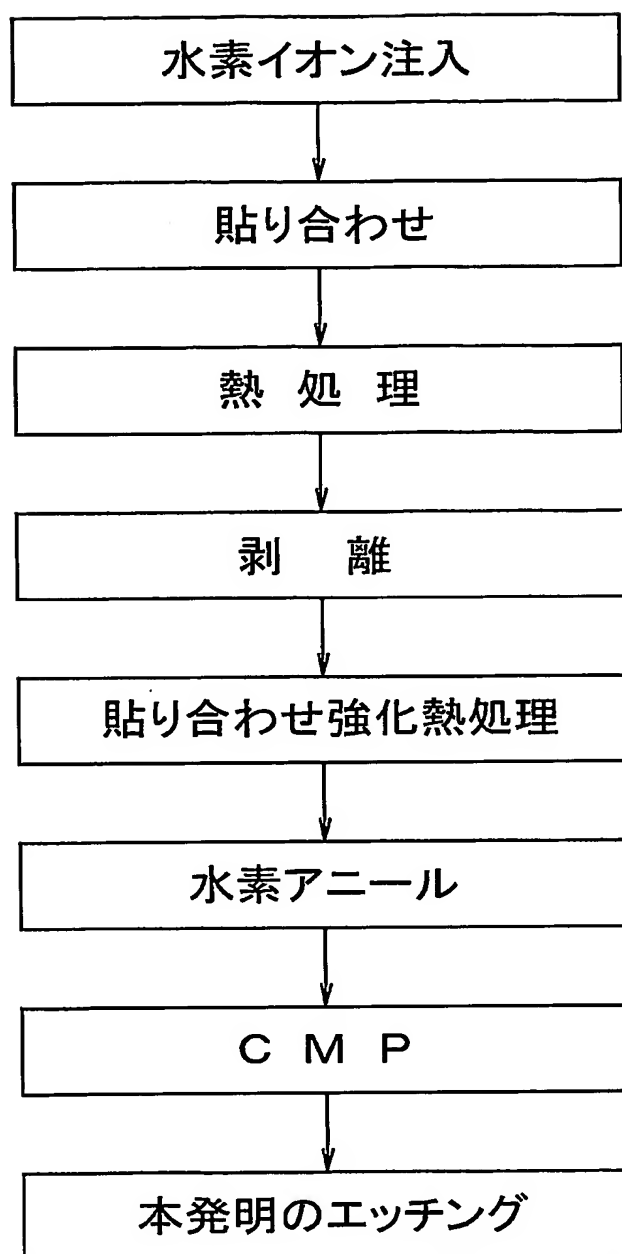 水素イオン注入
貼り合わせ
熱 処 理
剥 離
貼り合わせ強化熱処理
水素アニール
C M P
本発明のエッチング